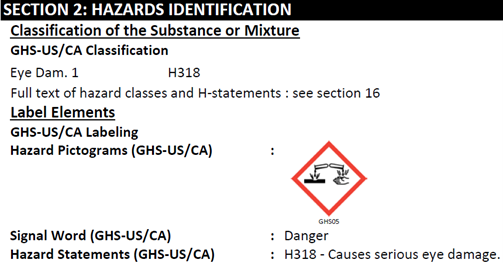 SECTION 2: HAZARDS IDENTIFICATION
Classification of the Substance or Mixture
GHS-US/CA Classification
Eye Dam. 1 H318
Full text of hazard classes and H-statements : see section 16
Label Elements
GHS-US/CA Labeling
Hazard Pictograms (GHS-US/CA) :
GHS05
Signal Word (GHS-US/CA) : Danger
Hazard Statements (GHS-US/CA) : H318 - Causes serious eye damage.